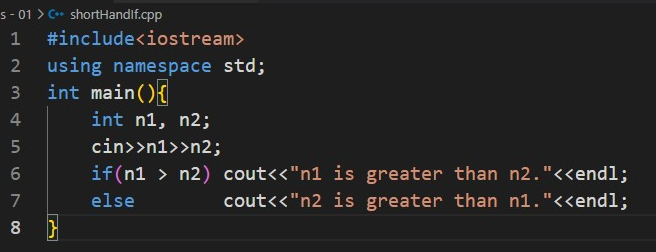 s - 01 > C++ shortHandIf.cpp
1 #include<iostream>
2 using namespace std;
3 int main(){
4     int n1, n2;
5     cin>>n1>>n2;
6     if(n1 > n2) cout<<"n1 is greater than n2."<<endl;
7     else        cout<<"n2 is greater than n1."<<endl;
8 }